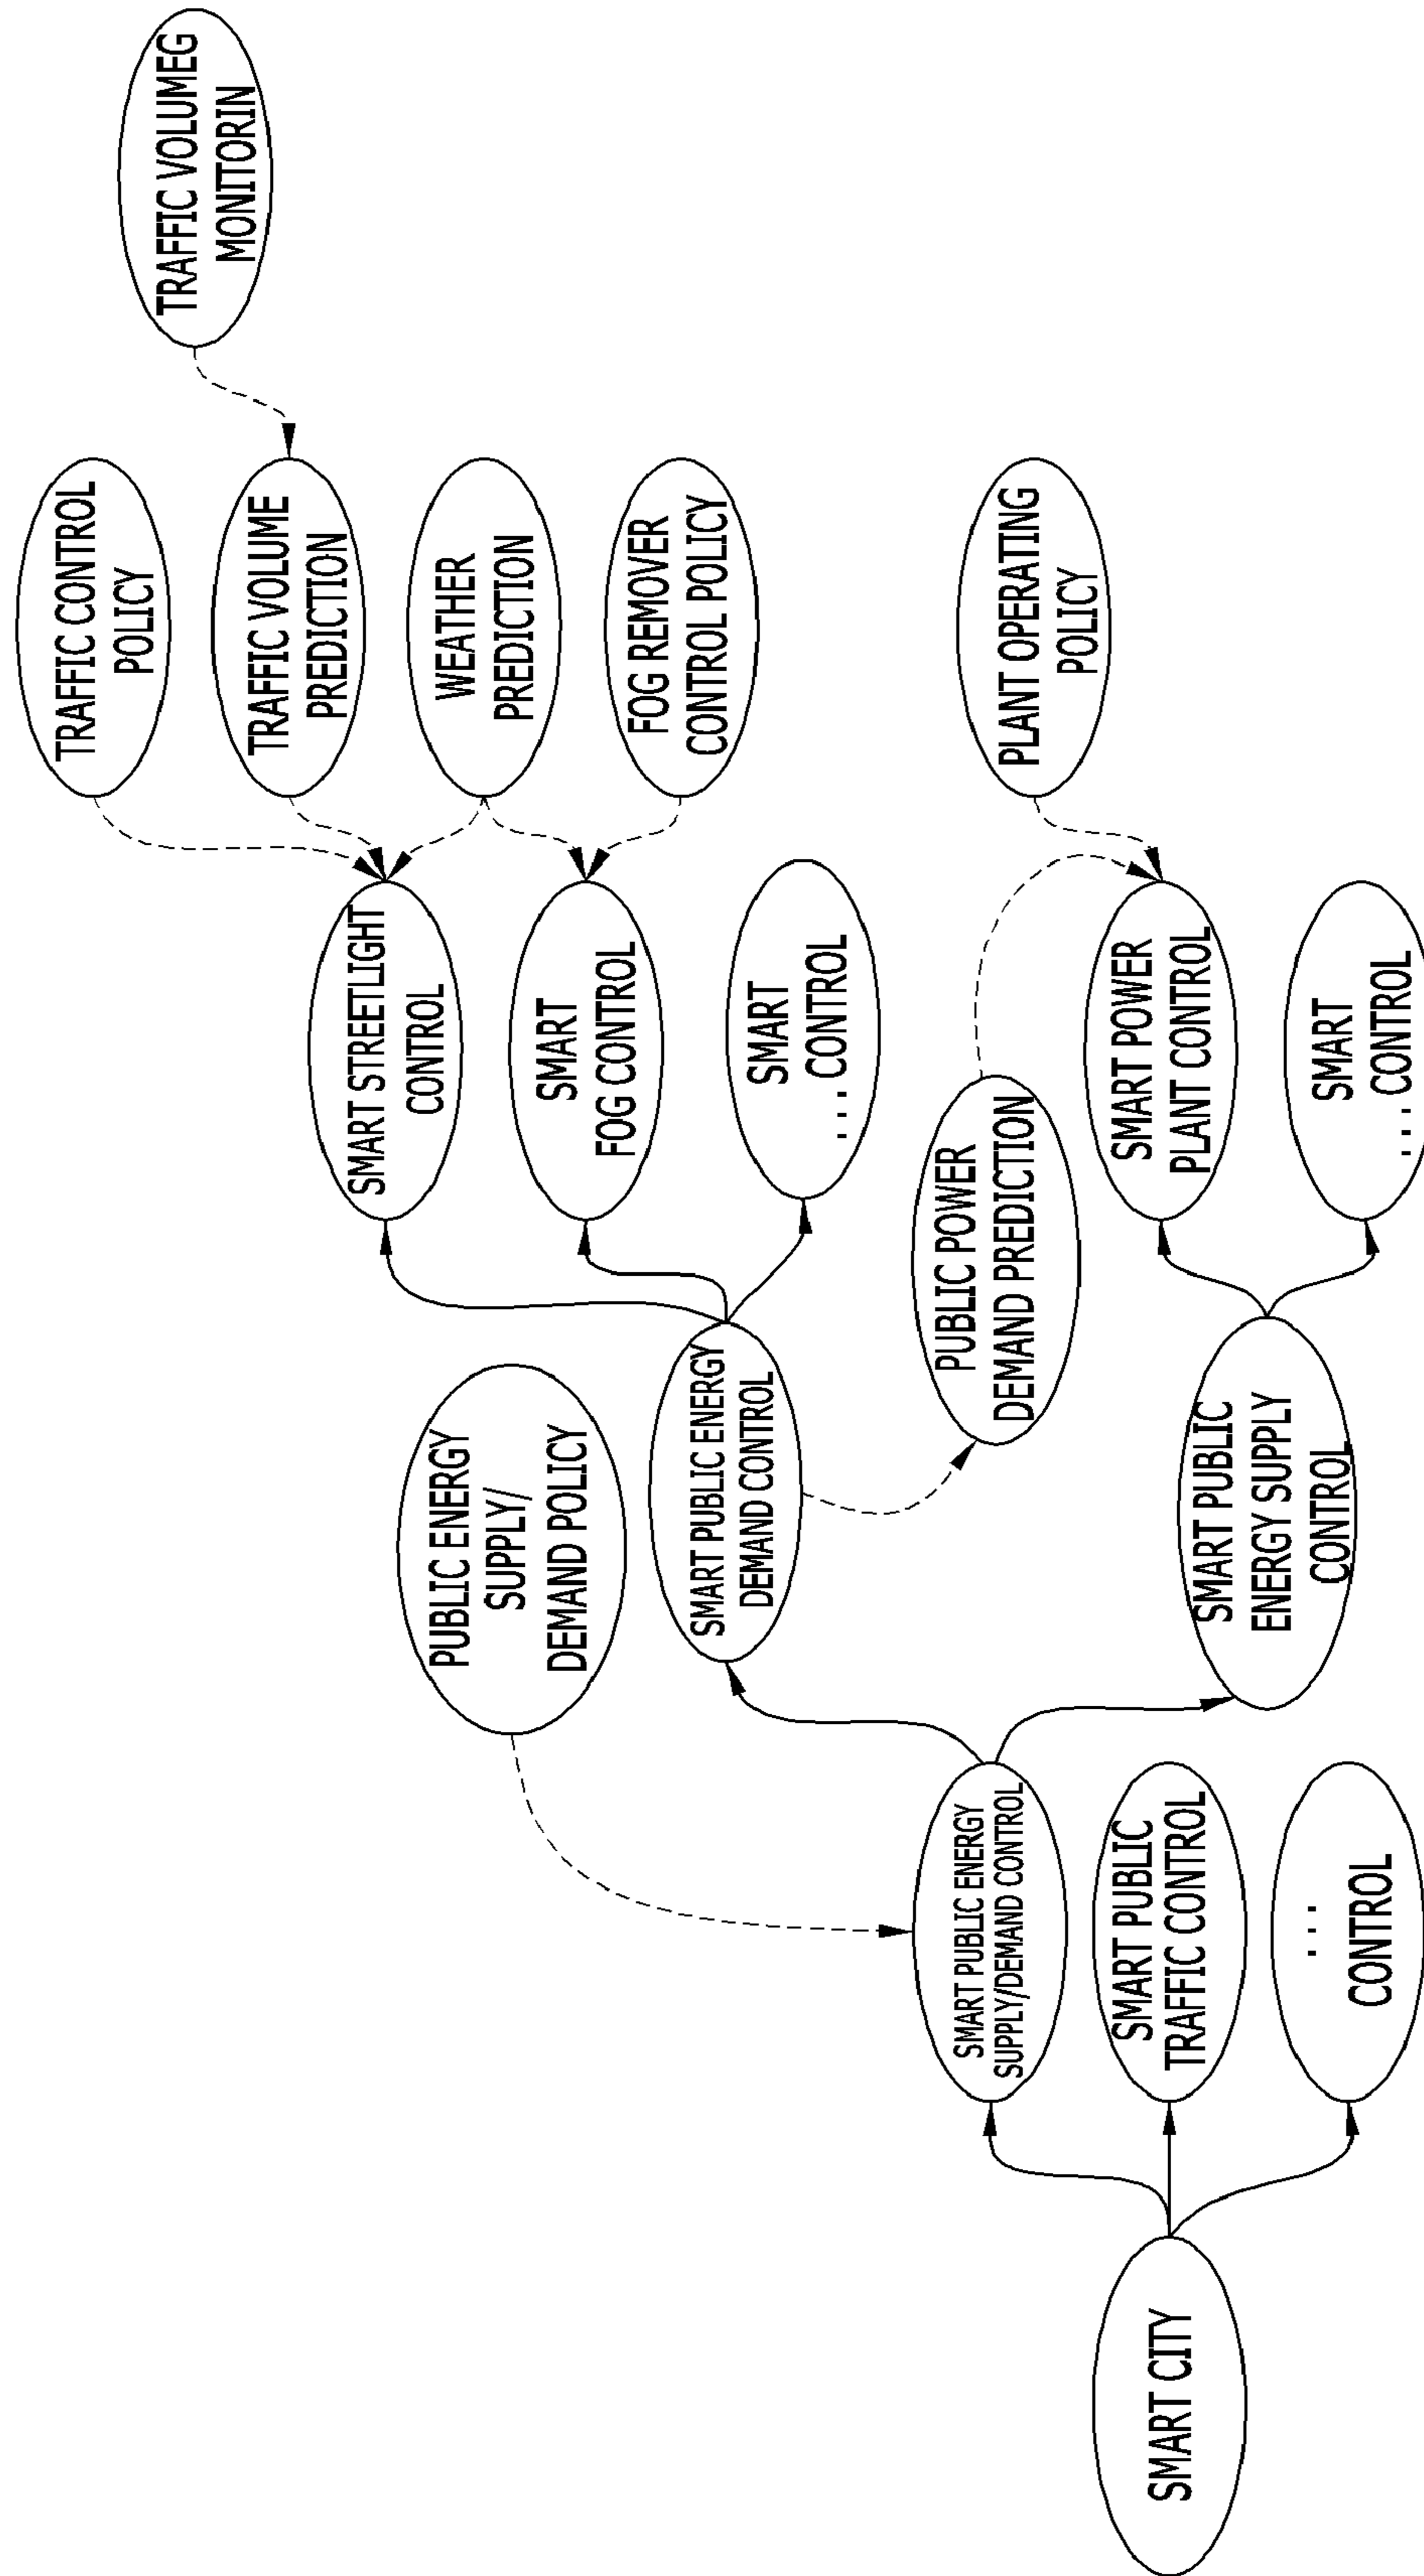 TRAFFIC VOLUMEG
MONITORIN
TRAFFIC CONTROL
POLICY
TRAFFIC VOLUME
PREDICTION
WEATHER
PREDICTION
FOG REMOVER
CONTROL POLICY
PLANT OPERATING
POLICY
SMART STREETLIGHT
CONTROL
SMART
FOG CONTROL
SMART
...CONTROL
SMART POWER
PLANT CONTROL
SMART
...CONTROL
PUBLIC POWER
DEMAND PREDICTION
PUBLIC ENERGY
SUPPLY/
DEMAND POLICY
SMART PUBLIC ENERGY
DEMAND CONTROL
SMART PUBLIC
ENERGY SUPPLY
CONTROL
SMART PUBLIC ENERGY
SUPPLY/DEMAND CONTROL
SMART PUBLIC
TRAFFIC CONTROL
...
CONTROL
SMART CITY